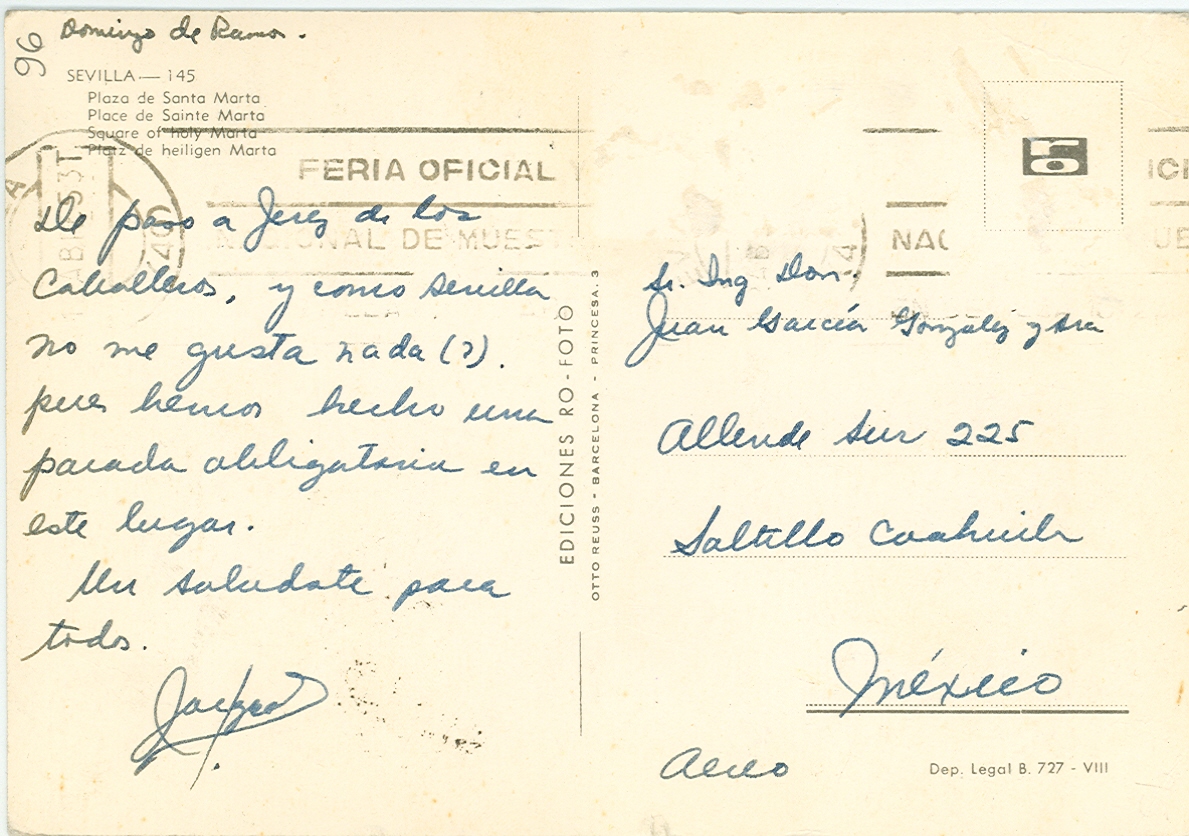 96
Domingo de Ramos.
SEVILLA — 145
Plaza de Santa Marta
Place de Sainte Marta
Square of holy Marta
Platz de heiligen Marta
FERIA OFICIAL
NACIONAL DE MUEST
De paso a Jerez de los
Caballeros, y como Sevilla
no me gusta nada (?).
pues hemos hecho una
parada obligatoria en
este lugar.
Un saludote para
todos.
EDICIONES RO-FOTO
OTTO REUSS - BARCELONA - PRINCESA, 3
ro
NAC
Sr. Ing Don.
Juan García Gonzalez y Sra
Allende Sur 225
Saltillo Coahuila
México
Aereo
Dep. Legal B. 727 - VIII